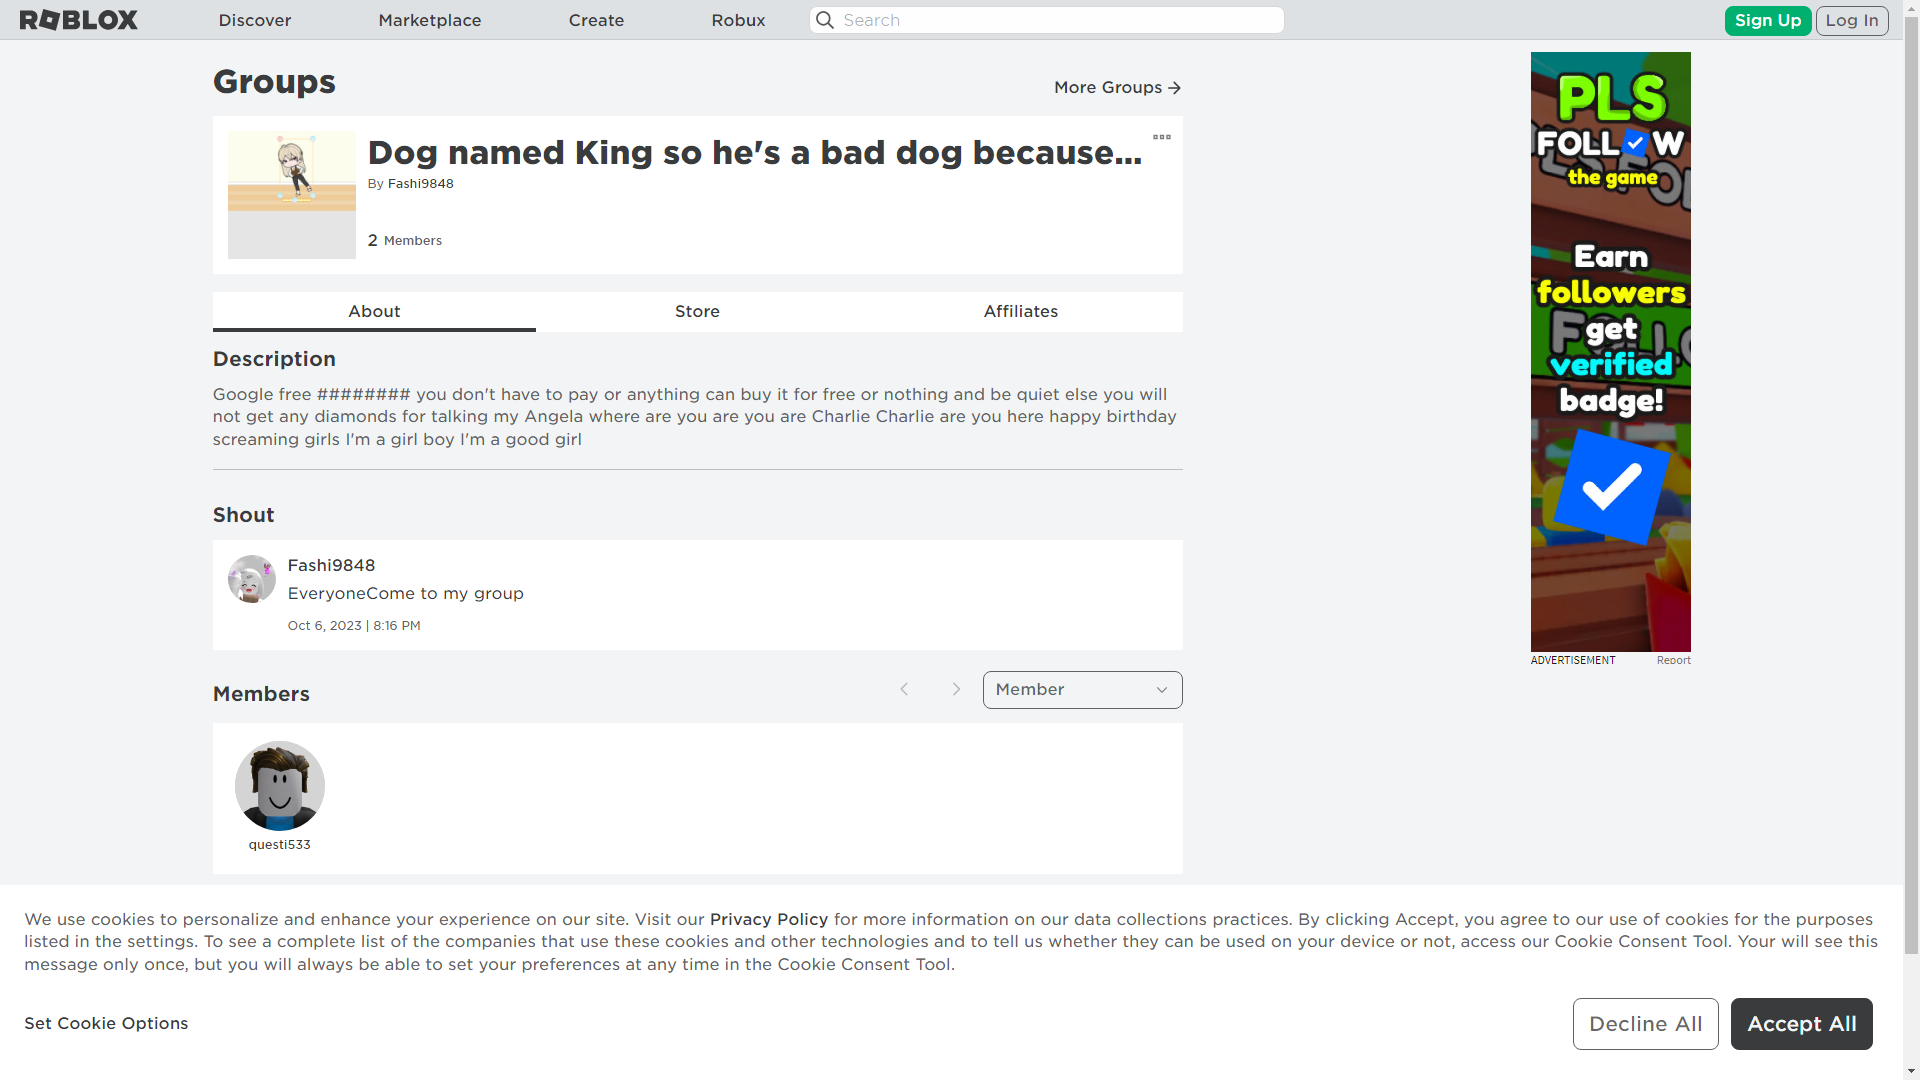 ROBLOX
Discover
Marketplace
Create
Robux
Search
Sign Up
Log In
Groups
More Groups
Dog named King so he's a bad dog because...
By Fashi9848
2 Members
About
Store
Affiliates
Description
Google free ######## you don't have to pay or anything can buy it for free or nothing and be quiet else you will
not get any diamonds for talking my Angela where are you are you are Charlie Charlie are you here happy birthday
screaming girls I'm a girl boy I'm a good girl
Shout
Fashi9848
EveryoneCome to my group
Oct 6, 2023 | 8:16 PM
Members
Member
questi533
PLS
FOLLOW
the game
Earn
followers
get
verified
badge!
ADVERTISEMENT
Report
We use cookies to personalize and enhance your experience on our site. Visit our Privacy Policy for more information on our data collections practices. By clicking Accept, you agree to our use of cookies for the purposes
listed in the settings. To see a complete list of the companies that use these cookies and other technologies and to tell us whether they can be used on your device or not, access our Cookie Consent Tool. Your will see this
message only once, but you will always be able to set your preferences at any time in the Cookie Consent Tool.
Set Cookie Options
Decline All
Accept All